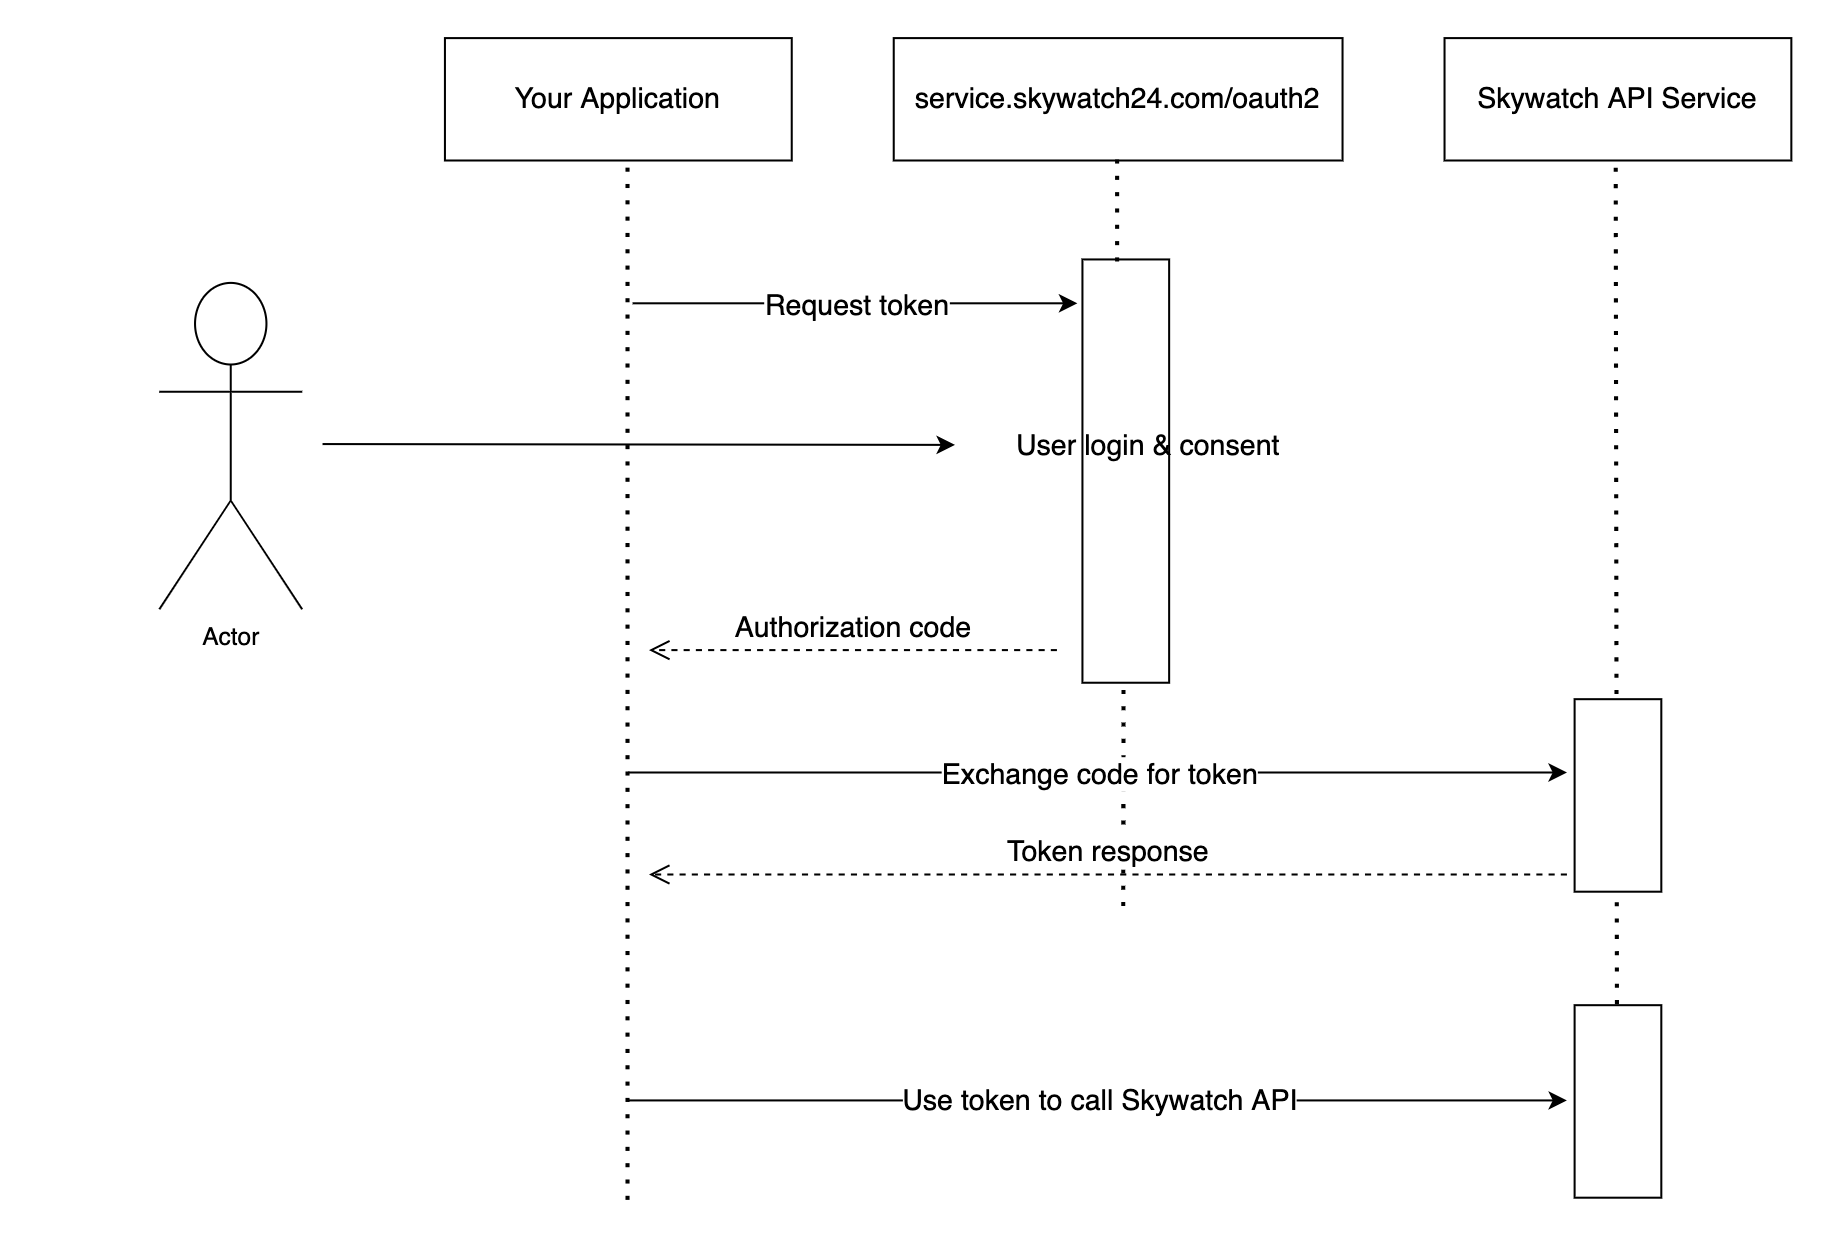 Your Application
service.skywatch24.com/oauth2
Skywatch API Service
Request token
User login & consent
Authorization code
Actor
Exchange code for token
Token response
Use token to call Skywatch API